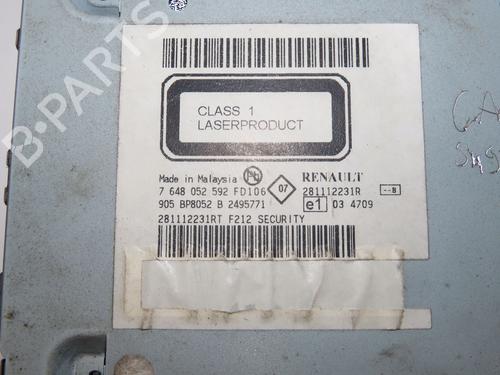 B-PARTS
CLASS 1
LASERPRODUCT
Made in Malaysia Pb 07 RENAULT
7 648 052 592 FD106 281112231R --B
905 BP8052 B 2495771 e1 03 4709
281112231RT F212 SECURITY